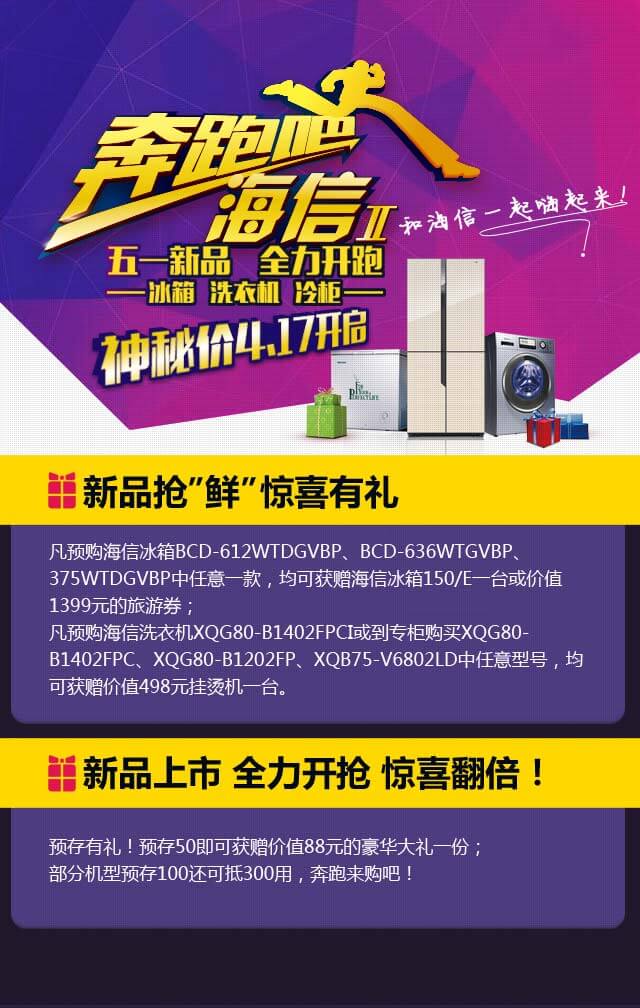 奔跑吧
海信II
和海信一起嗨起来!
五一新品 全力开跑
冰箱 洗衣机 冷柜
神秘价4.17开启
新品抢”鲜”惊喜有礼
凡预购海信冰箱BCD-612WTDGVBP、BCD-636WTGVBP、
375WTDGVBP中任意一款，均可获赠海信冰箱150/E一台或价值
1399元的旅游券；
凡预购海信洗衣机XQG80-B1402FPCI或到专柜购买XQG80-
B1402FPC、XQG80-B1202FP、XQB75-V6802LD中任意型号，均
可获赠价值498元挂烫机一台。
新品上市 全力开抢 惊喜翻倍！
预存有礼！预存50即可获赠价值88元的豪华大礼一份；
部分机型预存100还可抵300用，奔跑来购吧！